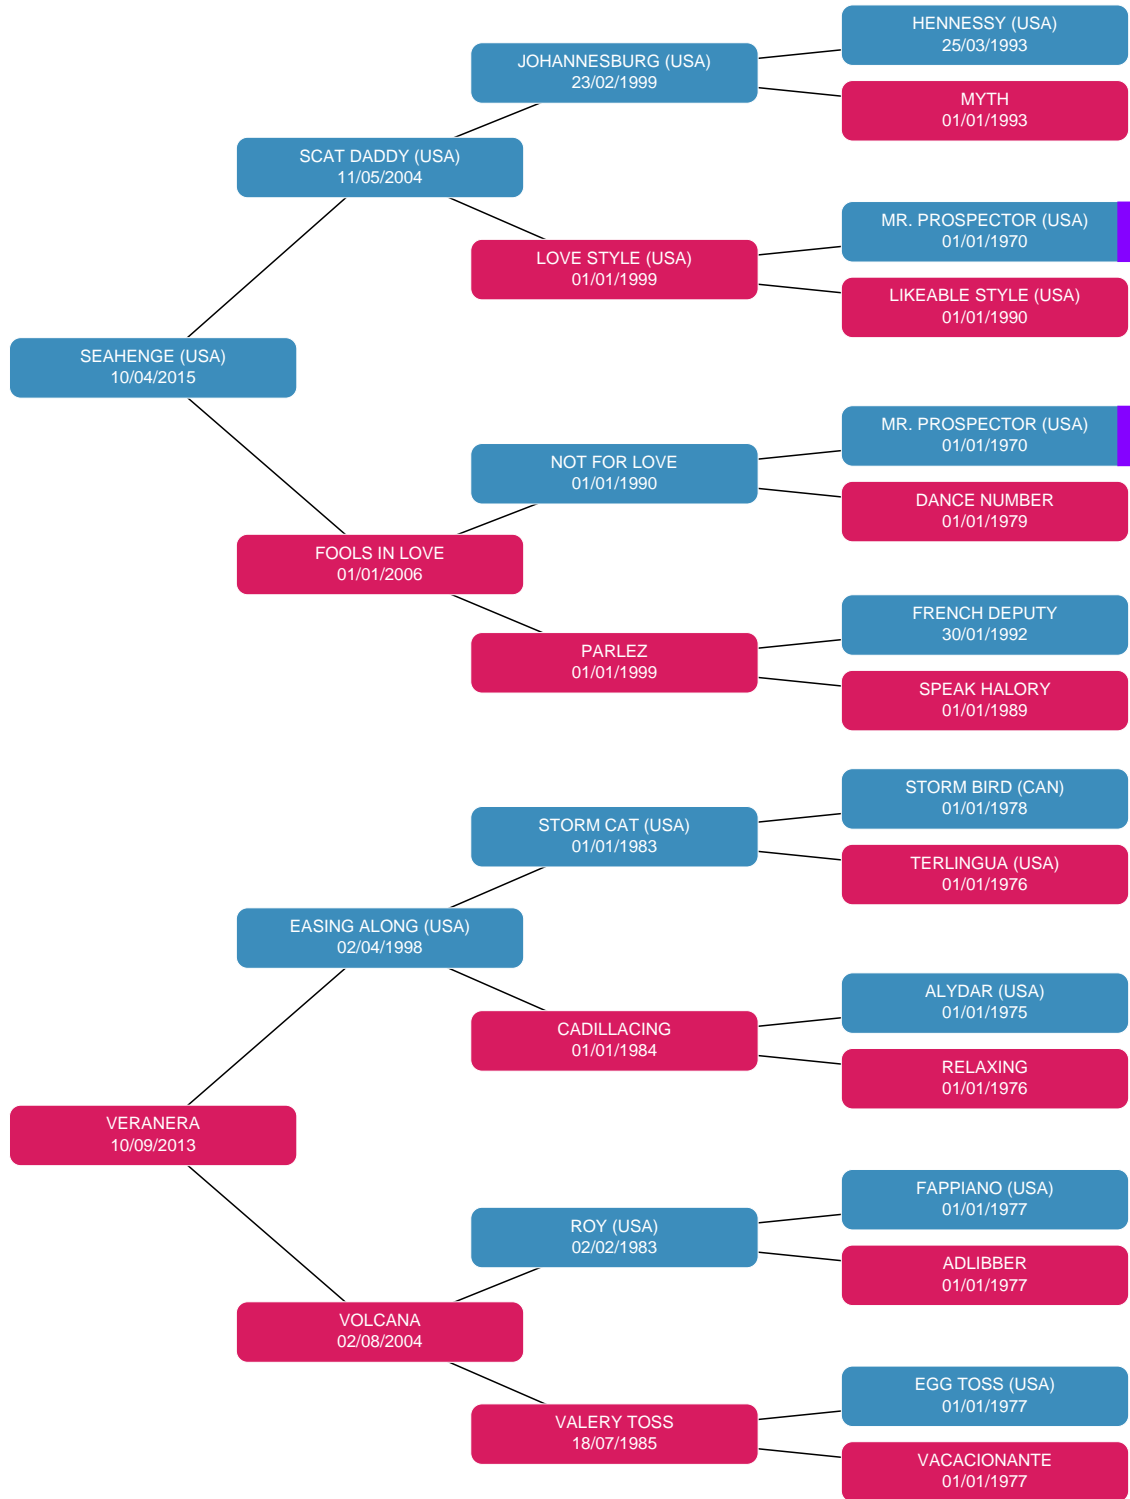 HENNESSY (USA)
25/03/1993
JOHANNESBURG (USA)
23/02/1999
MYTH
01/01/1993
SCAT DADDY (USA)
11/05/2004
MR. PROSPECTOR (USA)
01/01/1970
LOVE STYLE (USA)
01/01/1999
LIKEABLE STYLE (USA)
01/01/1990
SEAHENGE (USA)
10/04/2015
MR. PROSPECTOR (USA)
01/01/1970
NOT FOR LOVE
01/01/1990
DANCE NUMBER
01/01/1979
FOOLS IN LOVE
01/01/2006
FRENCH DEPUTY
30/01/1992
PARLEZ
01/01/1999
SPEAK HALORY
01/01/1989
STORM BIRD (CAN)
01/01/1978
STORM CAT (USA)
01/01/1983
TERLINGUA (USA)
01/01/1976
EASING ALONG (USA)
02/04/1998
ALYDAR (USA)
01/01/1975
CADILLACING
01/01/1984
RELAXING
01/01/1976
VERANERA
10/09/2013
FAPPIANO (USA)
01/01/1977
ROY (USA)
02/02/1983
ADLIBBER
01/01/1977
VOLCANA
02/08/2004
EGG TOSS (USA)
01/01/1977
VALERY TOSS
18/07/1985
VACACIONANTE
01/01/1977